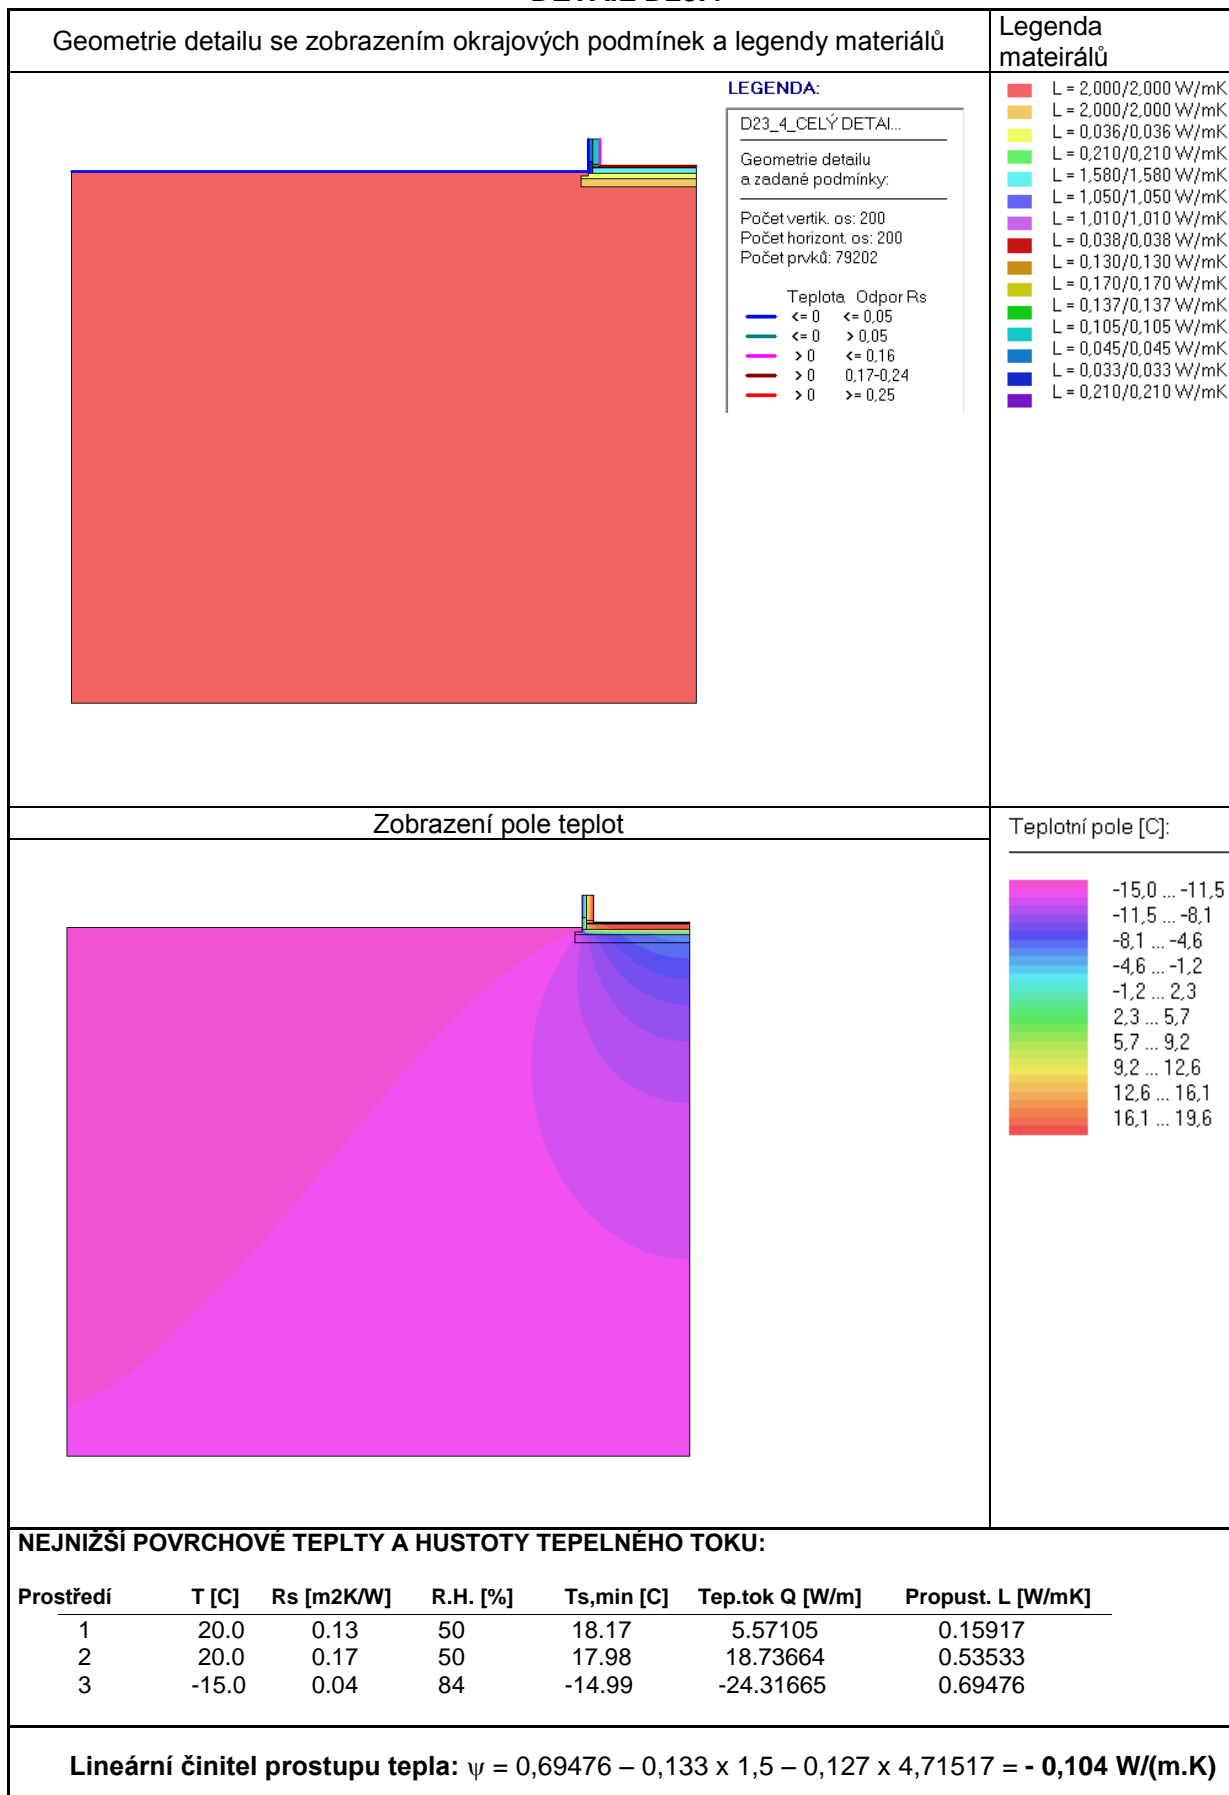 Geometrie detailu se zobrazením okrajových podmínek a legendy materiálů
Legenda
mateirálů
LEGENDA:
D23_4_CELÝ DETAI...
Geometrie detailu
a zadané podmínky:
Počet vertik. os: 200
Počet horizont. os: 200
Počet prvků: 79202
Teplota Odpor Rs
<= 0 <= 0,05
<= 0 > 0,05
> 0 <= 0,16
> 0 0,17-0,24
> 0 >= 0,25
L = 2,000/2,000 W/mK
L = 2,000/2,000 W/mK
L = 0,036/0,036 W/mK
L = 0,210/0,210 W/mK
L = 1,580/1,580 W/mK
L = 1,050/1,050 W/mK
L = 1,010/1,010 W/mK
L = 0,038/0,038 W/mK
L = 0,130/0,130 W/mK
L = 0,170/0,170 W/mK
L = 0,137/0,137 W/mK
L = 0,105/0,105 W/mK
L = 0,045/0,045 W/mK
L = 0,033/0,033 W/mK
L = 0,210/0,210 W/mK
Zobrazení pole teplot
Teplotní pole [C]:
-15,0 ... -11,5
-11,5 ... -8,1
-8,1 ... -4,6
-4,6 ... -1,2
-1,2 ... 2,3
2,3 ... 5,7
5,7 ... 9,2
9,2 ... 12,6
12,6 ... 16,1
16,1 ... 19,6
NEJNIŽŠÍ POVRCHOVÉ TEPLTY A HUSTOTY TEPELNÉHO TOKU:
Prostředí T [C] Rs [m2K/W] R.H. [%] Ts,min [C] Tep.tok Q [W/m] Propust. L [W/mK]
1 20.0 0.13 50 18.17 5.57105 0.15917
2 20.0 0.17 50 17.98 18.73664 0.53533
3 -15.0 0.04 84 -14.99 -24.31665 0.69476
Lineární činitel prostupu tepla: ψ = 0,69476 – 0,133 x 1,5 – 0,127 x 4,71517 = - 0,104 W/(m.K)